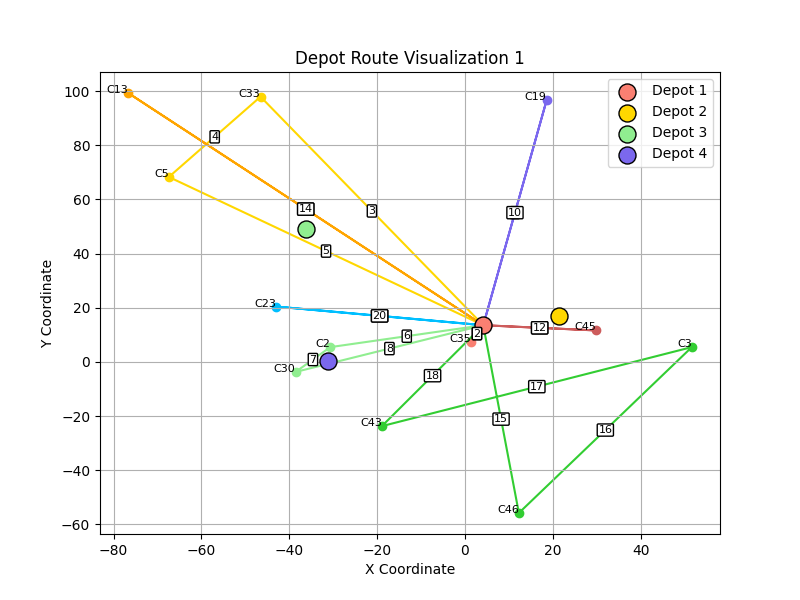 Depot Route Visualization 1
Y Coordinate
100
80
60
40
20
0
−20
−40
−60
−80
−60
−40
−20
0
20
40
X Coordinate
Depot 1
Depot 2
Depot 3
Depot 4
C13
C33
C19
4
C5
14
3
10
5
C23
20
12
C45
2
C35
6
C2
8
7
C30
C3
18
17
C43
15
16
C46